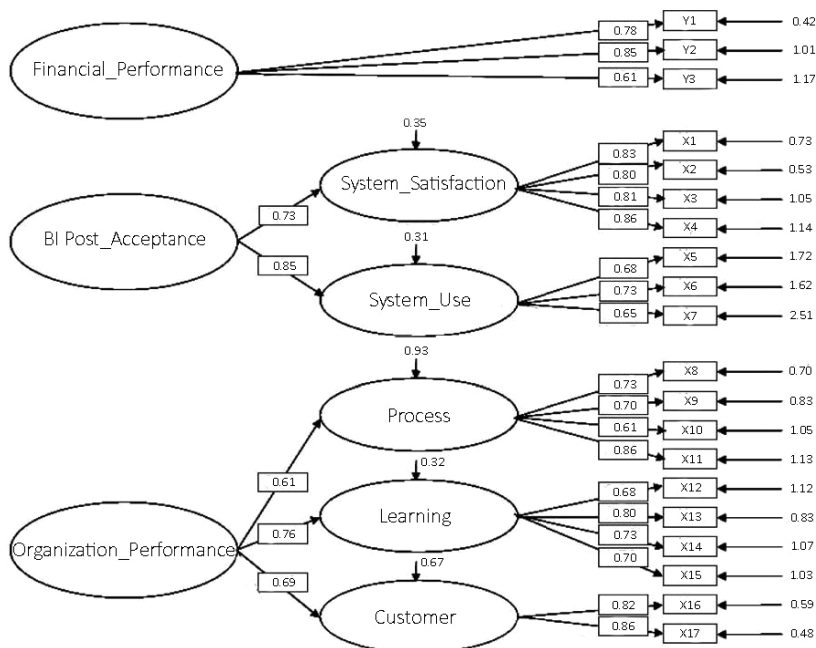 0.78 Y1 0.42
Financial_Performance 0.85 Y2 1.01
0.61 Y3 1.17
0.35
0.83 X1 0.73
System_Satisfaction 0.80 X2 0.53
0.81 X3 1.05
0.73
0.86 X4 1.14
BI Post_Acceptance
0.31
0.85
0.68 X5 1.72
System_Use 0.73 X6 1.62
0.65 X7 2.51
0.93
0.73 X8 0.70
Process 0.70 X9 0.83
0.61 X10 1.05
0.86 X11 1.13
0.32
0.61
0.68 X12 1.12
Learning 0.80 X13 0.83
0.76
0.73 X14 1.07
Organization_Performance
0.70 X15 1.03
0.67
0.69
Customer 0.82 X16 0.59
0.86 X17 0.48